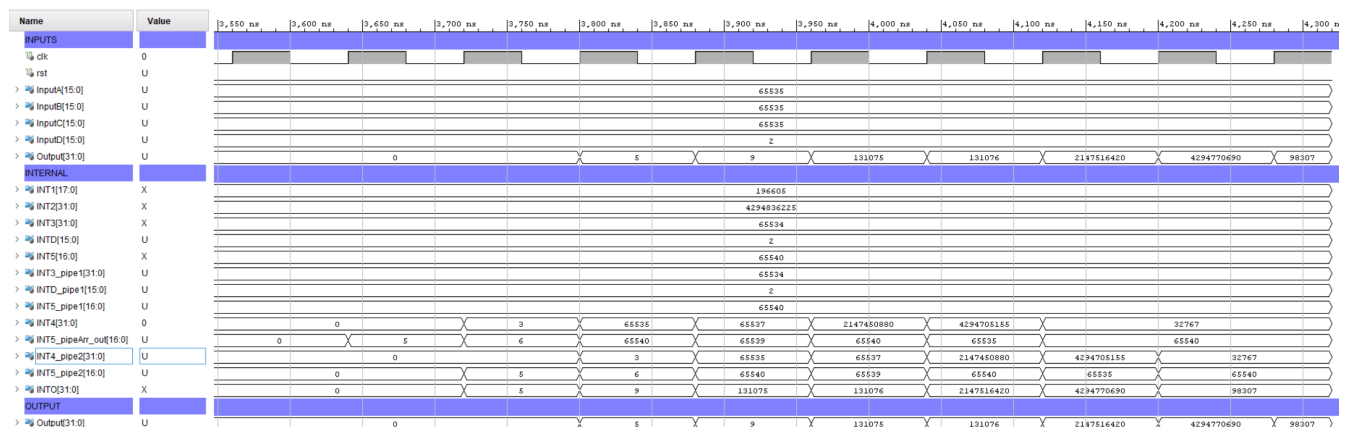 Name Value 3,550 ns 3,600 ns 3,650 ns 3,700 ns 3,750 ns 3,800 ns 3,850 ns 3,900 ns 3,950 ns 4,000 ns 4,050 ns 4,100 ns 4,150 ns 4,200 ns 4,250 ns 4,300 n
INPUTS
clk 0
rst U
InputA[15:0] U 65535
InputB[15:0] U 65535
InputC[15:0] U 65535
InputD[15:0] U 2
Output[31:0] U 0 5 9 131075 131076 2147516420 4294770690 98307
INTERNAL
INT1[17:0] X 196605
INT2[31:0] X 4294836225
INT3[31:0] X 65534
INTD[15:0] U 2
INT5[16:0] X 65540
INT3_pipe1[31:0] U 65534
INTD_pipe1[15:0] U 2
INT5_pipe1[16:0] U 65540
INT4[31:0] 0 0 3 65535 65537 2147450880 4294705155 32767
INT5_pipeArr_out[16:0] U 0 5 6 65540 65539 65540 65535 65540
INT4_pipe2[31:0] U 0 3 65535 65537 2147450880 4294705155 32767
INT5_pipe2[16:0] U 0 5 6 65540 65539 65540 65535 65540
INTO[31:0] X 0 5 9 131075 131076 2147516420 4294770690 98307
OUTPUT
Output[31:0] U 0 5 9 131075 131076 2147516420 4294770690 98307